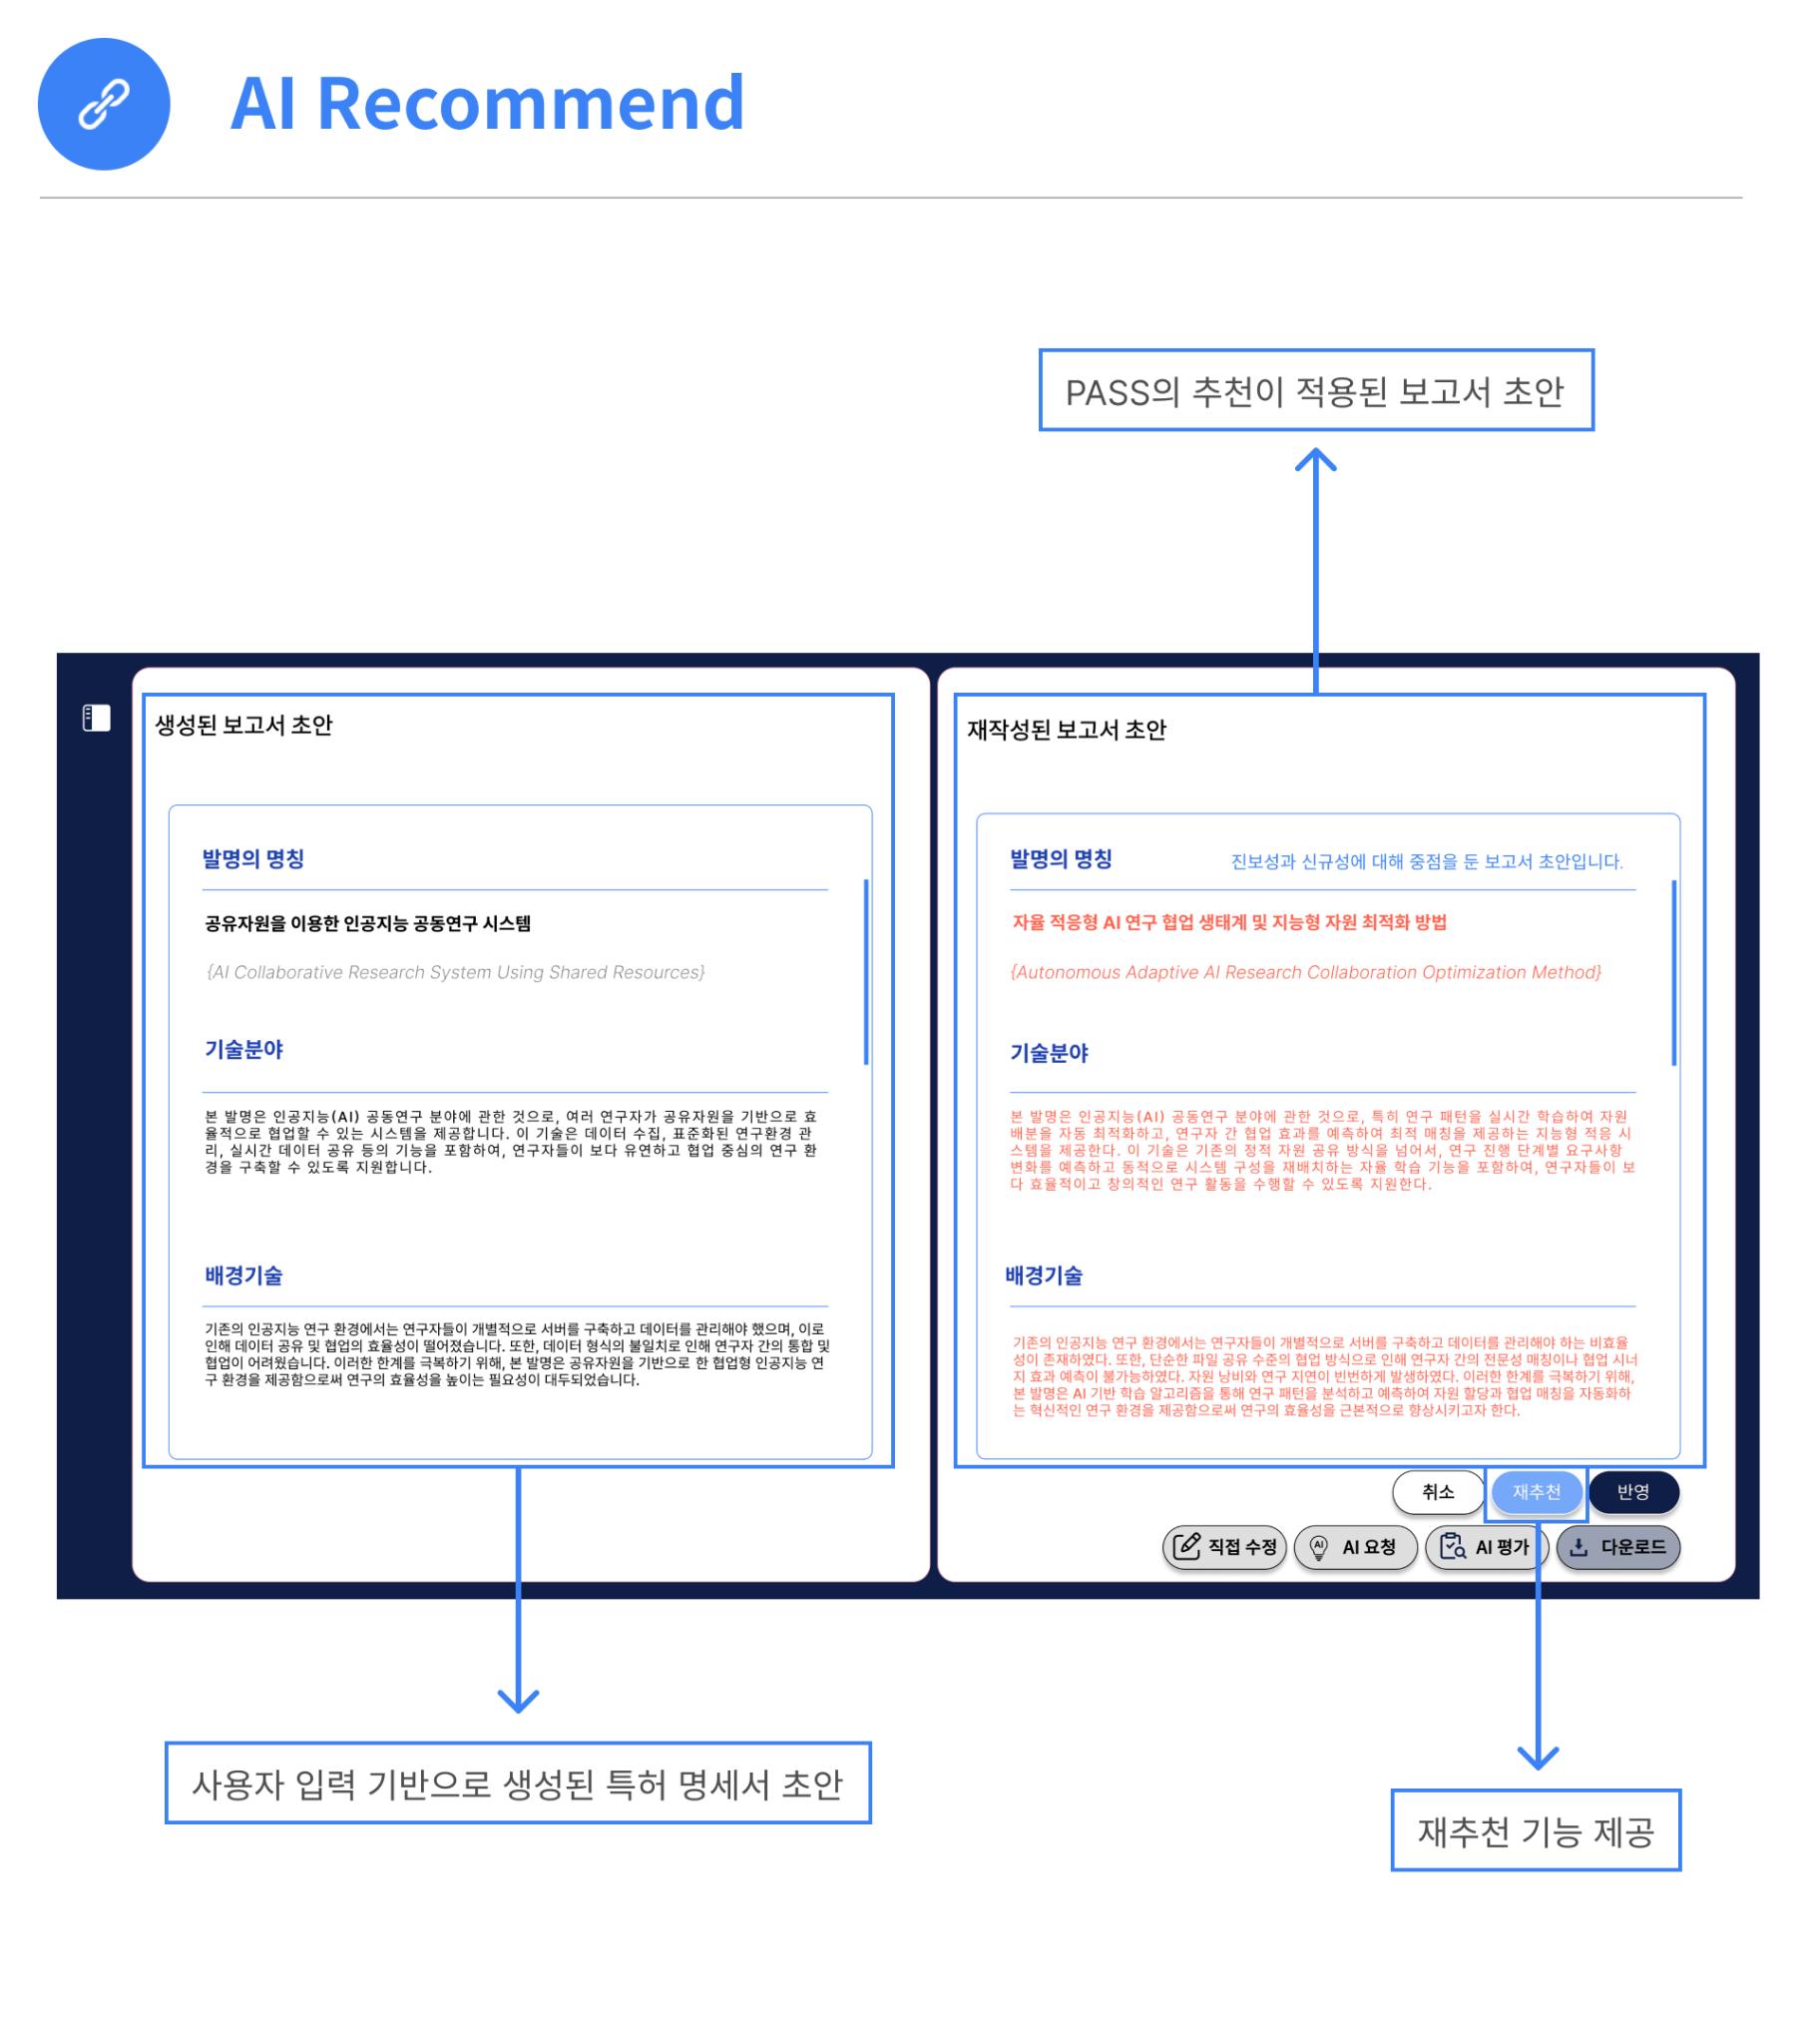 AI Recommend
PASS의 추천이 적용된 보고서 초안
생성된 보고서 초안
발명의 명칭
공유자원을 이용한 인공지능 공동연구 시스템
{AI Collaborative Research System Using Shared Resources}
기술분야
본 발명은 인공지능(AI) 공동연구 분야에 관한 것으로, 여러 연구자가 공유자원을 기반으로 효
율적으로 협업할 수 있는 시스템을 제공합니다. 이 기술은 데이터 수집, 표준화된 연구환경 관
리, 실시간 데이터 공유 등의 기능을 포함하여, 연구자들이 보다 유연하고 협업 중심의 연구 환
경을 구축할 수 있도록 지원합니다.
배경기술
기존의 인공지능 연구 환경에서는 연구자들이 개별적으로 서버를 구축하고 데이터를 관리해야 했으며, 이로
인해 데이터 공유 및 협업의 효율성이 떨어졌습니다. 또한, 데이터 형식의 불일치로 인해 연구자 간의 통합 및
협업이 어려웠습니다. 이러한 한계를 극복하기 위해, 본 발명은 공유자원을 기반으로 한 협업형 인공지능 연
구 환경을 제공함으로써 연구의 효율성을 높이는 필요성이 대두되었습니다.
재작성된 보고서 초안
발명의 명칭
진보성과 신규성에 대해 중점을 둔 보고서 초안입니다.
자율 적응형 AI 연구 협업 생태계 및 지능형 자원 최적화 방법
{Autonomous Adaptive AI Research Collaboration Optimization Method}
기술분야
본 발명은 인공지능(AI) 공동연구 분야에 관한 것으로, 특히 연구 패턴을 실시간 학습하여 자원
배분을 자동 최적화하고, 연구자 간 협업 효과를 예측하여 최적 매칭을 제공하는 지능형 적응 시
스템을 제공한다. 이 기술은 기존의 정적 자원 공유 방식을 넘어서, 연구 진행 단계별 요구사항
변화를 예측하고 동적으로 시스템 구성을 재배치하는 자율 학습 기능을 포함하여, 연구자들이 보
다 효율적이고 창의적인 연구 활동을 수행할 수 있도록 지원한다.
배경기술
기존의 인공지능 연구 환경에서는 연구자들이 개별적으로 서버를 구축하고 데이터를 관리해야 하는 비효율
성이 존재하였다. 또한, 단순한 파일 공유 수준의 협업 방식으로 인해 연구자 간의 전문성 매칭이나 협업 시너
지 효과 예측이 불가능하였다. 자원 낭비와 연구 지연이 빈번하게 발생하였다. 이러한 한계를 극복하기 위해,
본 발명은 AI 기반 학습 알고리즘을 통해 연구 패턴을 분석하고 예측하여 자원 할당과 협업 매칭을 자동화하
는 혁신적인 연구 환경을 제공함으로써 연구의 효율성을 근본적으로 향상시키고자 한다.
취소
재추천
반영
직접 수정
AI
AI 요청
AI 평가
다운로드
사용자 입력 기반으로 생성된 특허 명세서 초안
재추천 기능 제공